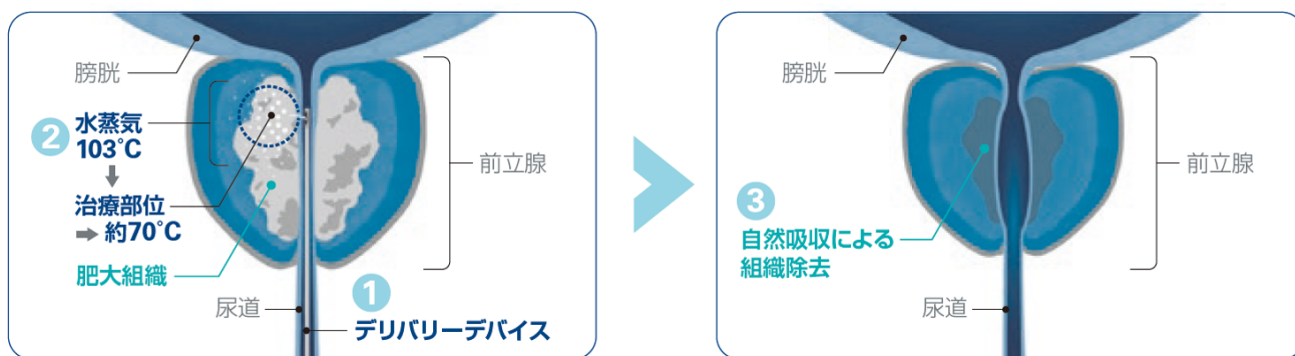 膀胱
2
水蒸気
103℃
治療部位
約70℃
肥大組織
尿道
1
デリバリーデバイス
前立腺
膀胱
前立腺
3
自然吸収による
組織除去
尿道